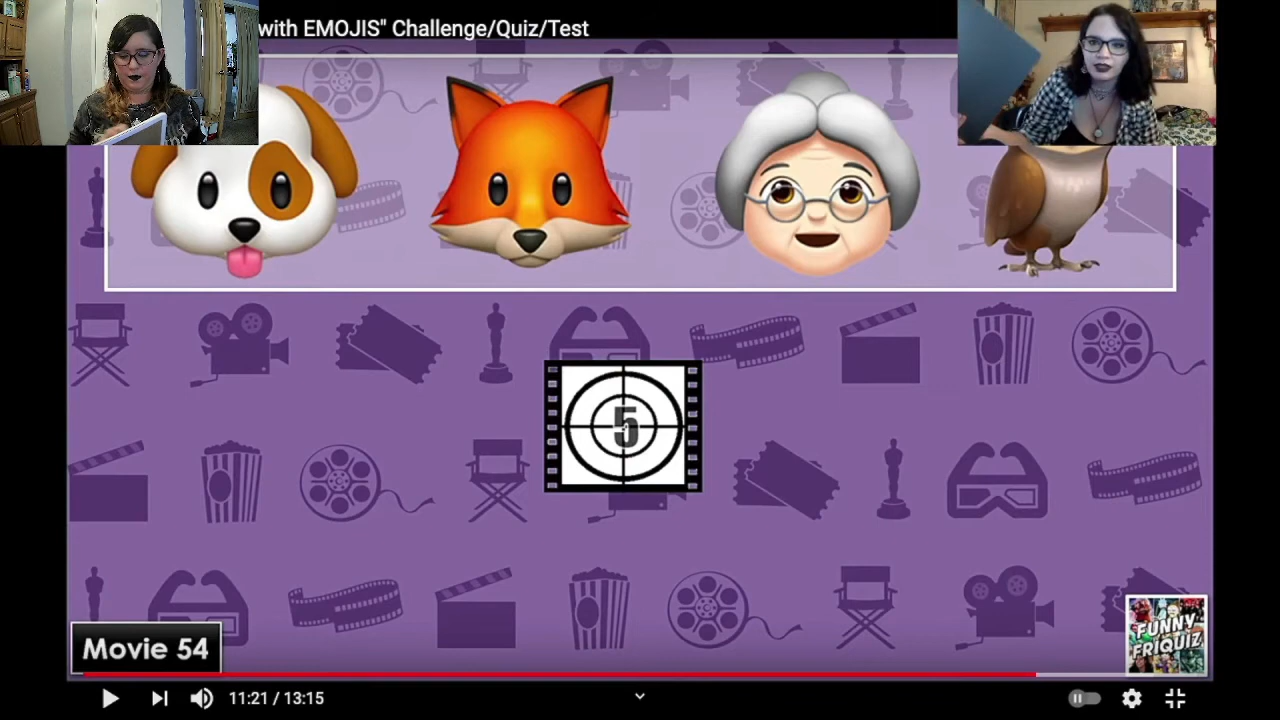 with EMOJIS" Challenge/Quiz/Test
5
Movie 54
FUNNY
FRIQUIZ
11:21 / 13:15